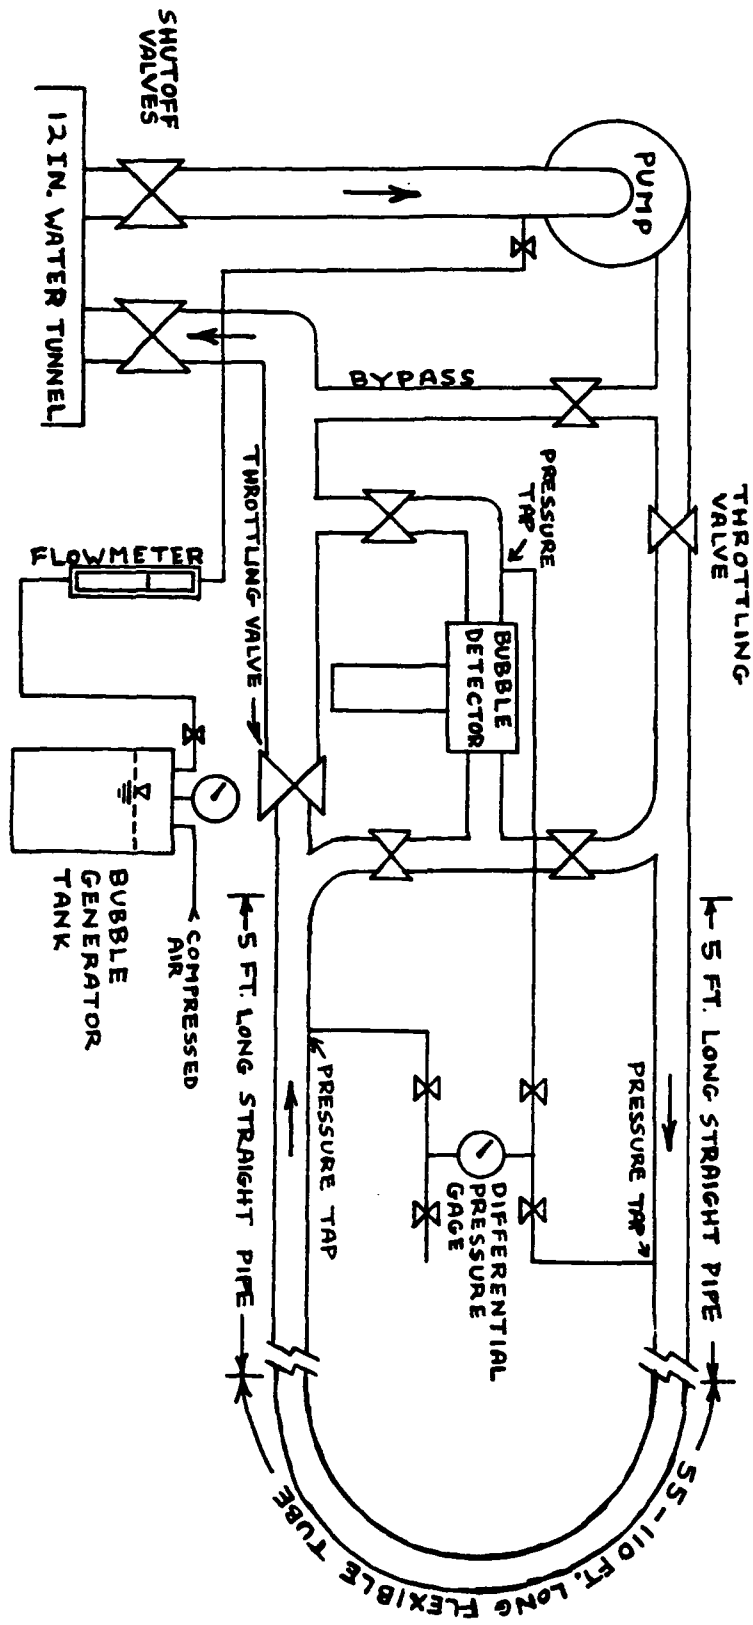 SHUTOFF
VALVES
12 IN. WATER TUNNEL
PUMP
BYPASS
THROTTLING
VALVE
PRESSURE
TAP
THROTTLING VALVE
FLOWMETER
BUBBLE
DETECTOR
BUBBLE
GENERATOR
TANK
COMPRESSED
AIR
5 FT. LONG STRAIGHT PIPE
5 FT. LONG STRAIGHT PIPE
PRESSURE TAP
PRESSURE TAP
DIFFERENTIAL
PRESSURE
GAGE
55-110 FT. LONG FLEXIBLE TUBE